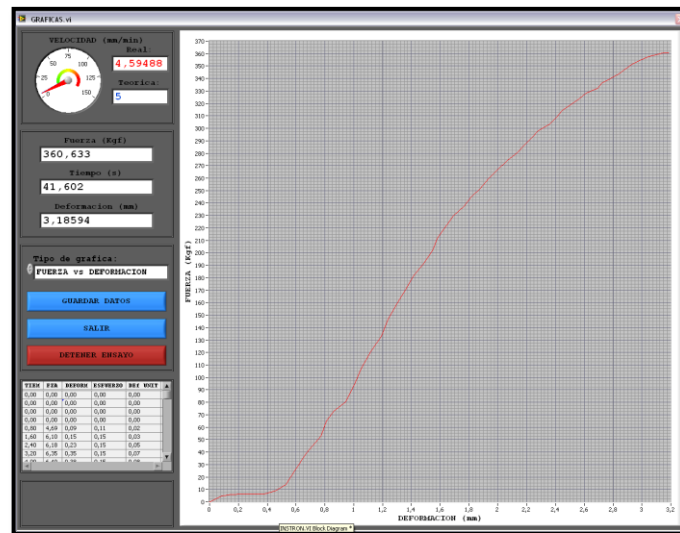 GRAFICAS.vi
VELOCIDAD (mm/min)
Real:
4,59488
Teorica:
5
0
25
50
75
100
125
150
Fuerza (Kgf)
360,633
Tiempo (s)
41,602
Deformacion (mm)
3,18594
Tipo de grafica:
FUERZA vs DEFORMACION
GUARDAR DATOS
SALIR
DETENER ENSAYO
TIEM FZA DEFORM ESFUERZO DEf UNIT
0,00 0,00 0,00 0,00 0,00
0,00 0,00 0,00 0,00 0,00
0,00 0,00 0,00 0,00 0,00
0,00 0,00 0,00 0,00 0,00
0,80 4,69 0,09 0,11 0,02
1,60 6,18 0,15 0,15 0,03
2,40 6,18 0,23 0,15 0,05
3,20 6,35 0,35 0,15 0,07
FUERZA (Kgf)
370
360
350
340
330
320
310
300
290
280
270
260
250
240
230
220
210
200
190
180
170
160
150
140
130
120
110
100
90
80
70
60
50
40
30
20
10
0
0 0,2 0,4 0,6 0,8 1 1,2 1,4 1,6 1,8 2 2,2 2,4 2,6 2,8 3 3,2
DEFORMACION (mm)
INSTRON.VI Block Diagram *